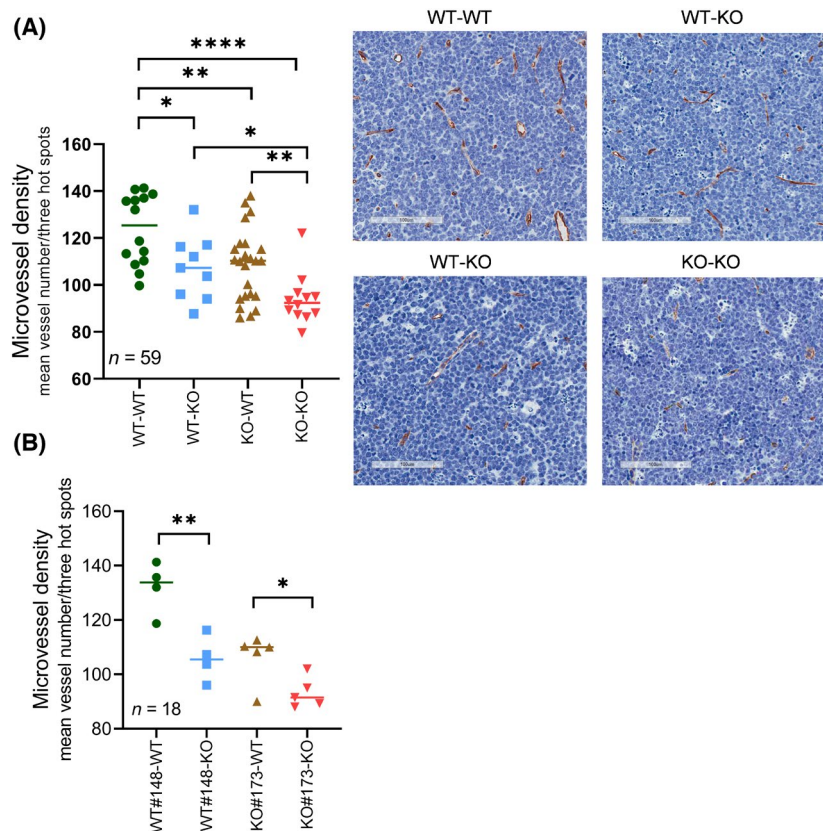 (A)
****
**
*
*
**
160
140
120
100
80
60
Microvessel density
mean vessel number/three hot spots
n = 59
WT-WT
WT-KO
KO-WT
KO-KO
WT-WT
WT-KO
WT-KO
KO-KO
100um
(B)
**
*
160
140
120
100
80
Microvessel density
mean vessel number/three hot spots
n = 18
WT#148-WT
WT#148-KO
KO#173-WT
KO#173-KO